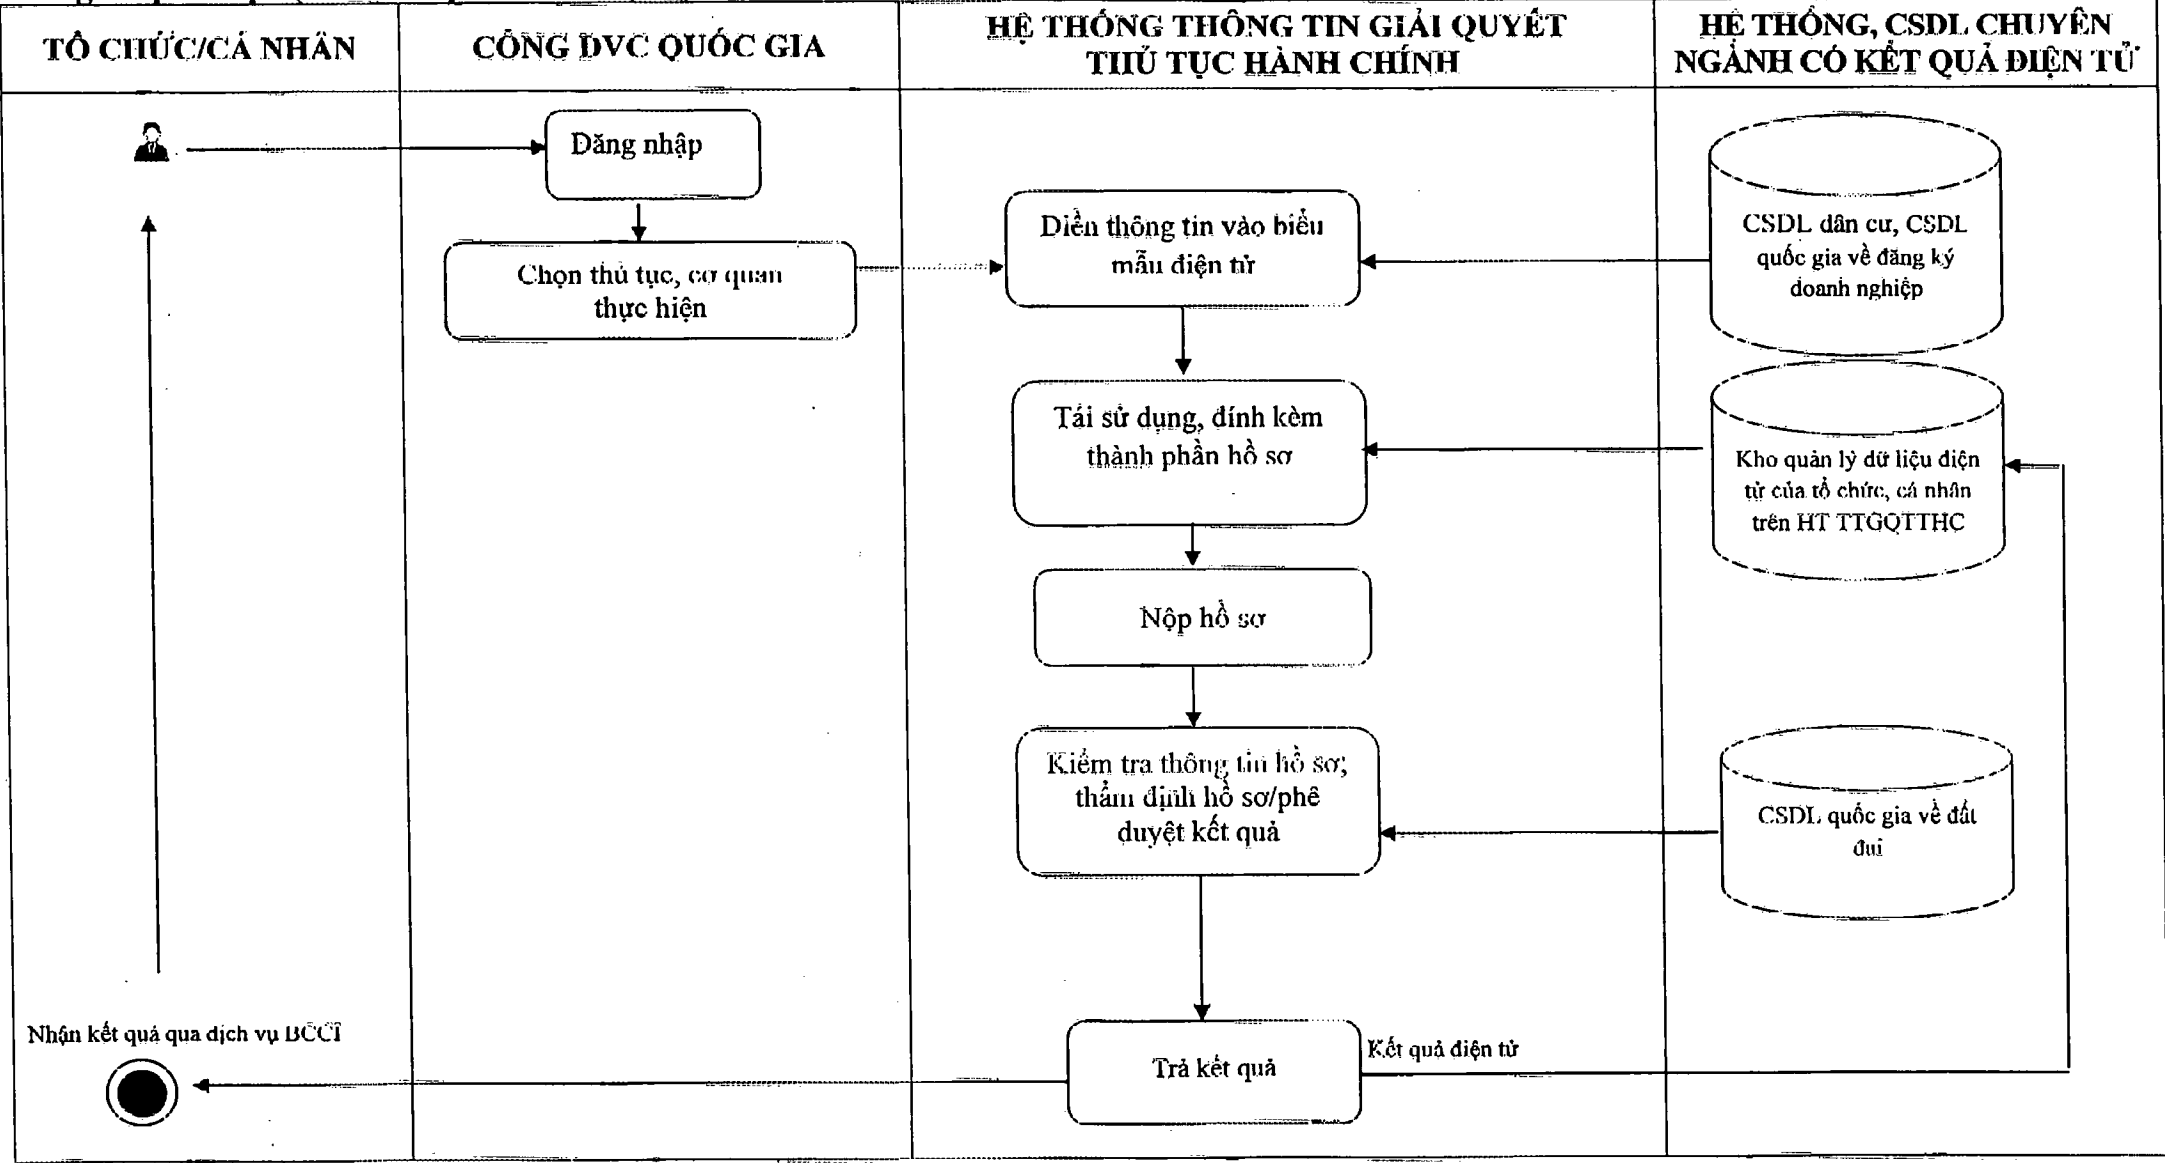 TỔ CHỨC/CÁ NHÂN
CỔNG DVC QUỐC GIA
HỆ THỐNG THÔNG TIN GIẢI QUYẾT
THỦ TỤC HÀNH CHÍNH
HỆ THỐNG, CSDL CHUYÊN
NGÀNH CÓ KẾT QUẢ ĐIỆN TỬ
Đăng nhập
Chọn thủ tục, cơ quan
thực hiện
Điền thông tin vào biểu
mẫu điện tử
CSDL dân cư, CSDL
quốc gia về đăng ký
doanh nghiệp
Tái sử dụng, đính kèm
thành phần hồ sơ
Kho quản lý dữ liệu điện
tử của tổ chức, cá nhân
trên HT TTGQTTHC
Nộp hồ sơ
Kiểm tra thông tin hồ sơ;
thẩm định hồ sơ/phê
duyệt kết quả
CSDL quốc gia về đất
đai
Nhận kết quả qua dịch vụ BCCI
Trả kết quả
Kết quả điện tử